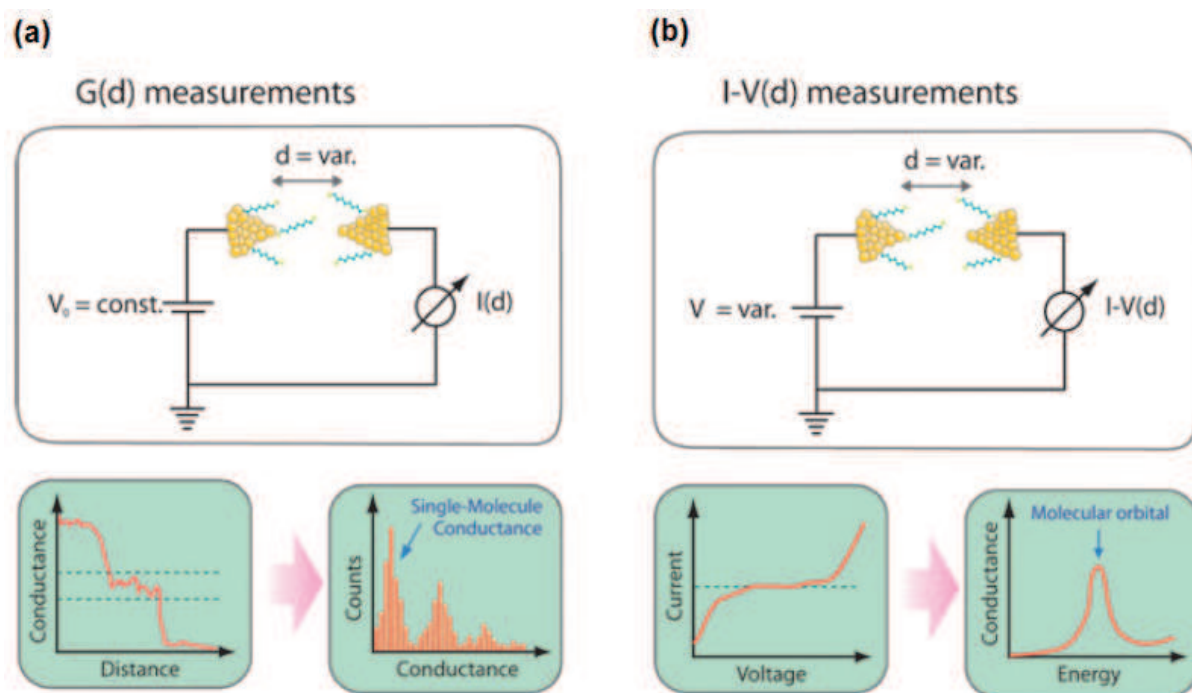 (a)
G(d) measurements
d = var.
V₀ = const.
I(d)
Conductance
Distance
Counts
Single-Molecule
Conductance
Conductance
(b)
I-V(d) measurements
d = var.
V = var.
I-V(d)
Current
Voltage
Conductance
Molecular orbital
Energy